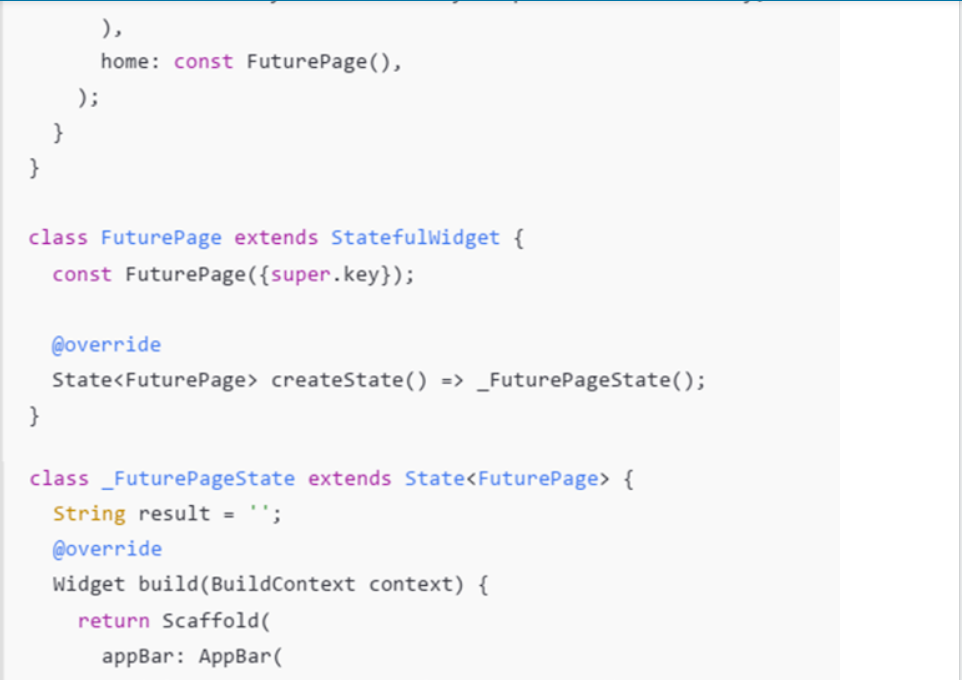 ),
home: const FuturePage(),
);
}
}
class FuturePage extends StatefulWidget {
const FuturePage({super.key});
@override
State<FuturePage> createState() => _FuturePageState();
}
class _FuturePageState extends State<FuturePage> {
String result = '';
@override
Widget build(BuildContext context) {
return Scaffold(
appBar: AppBar(